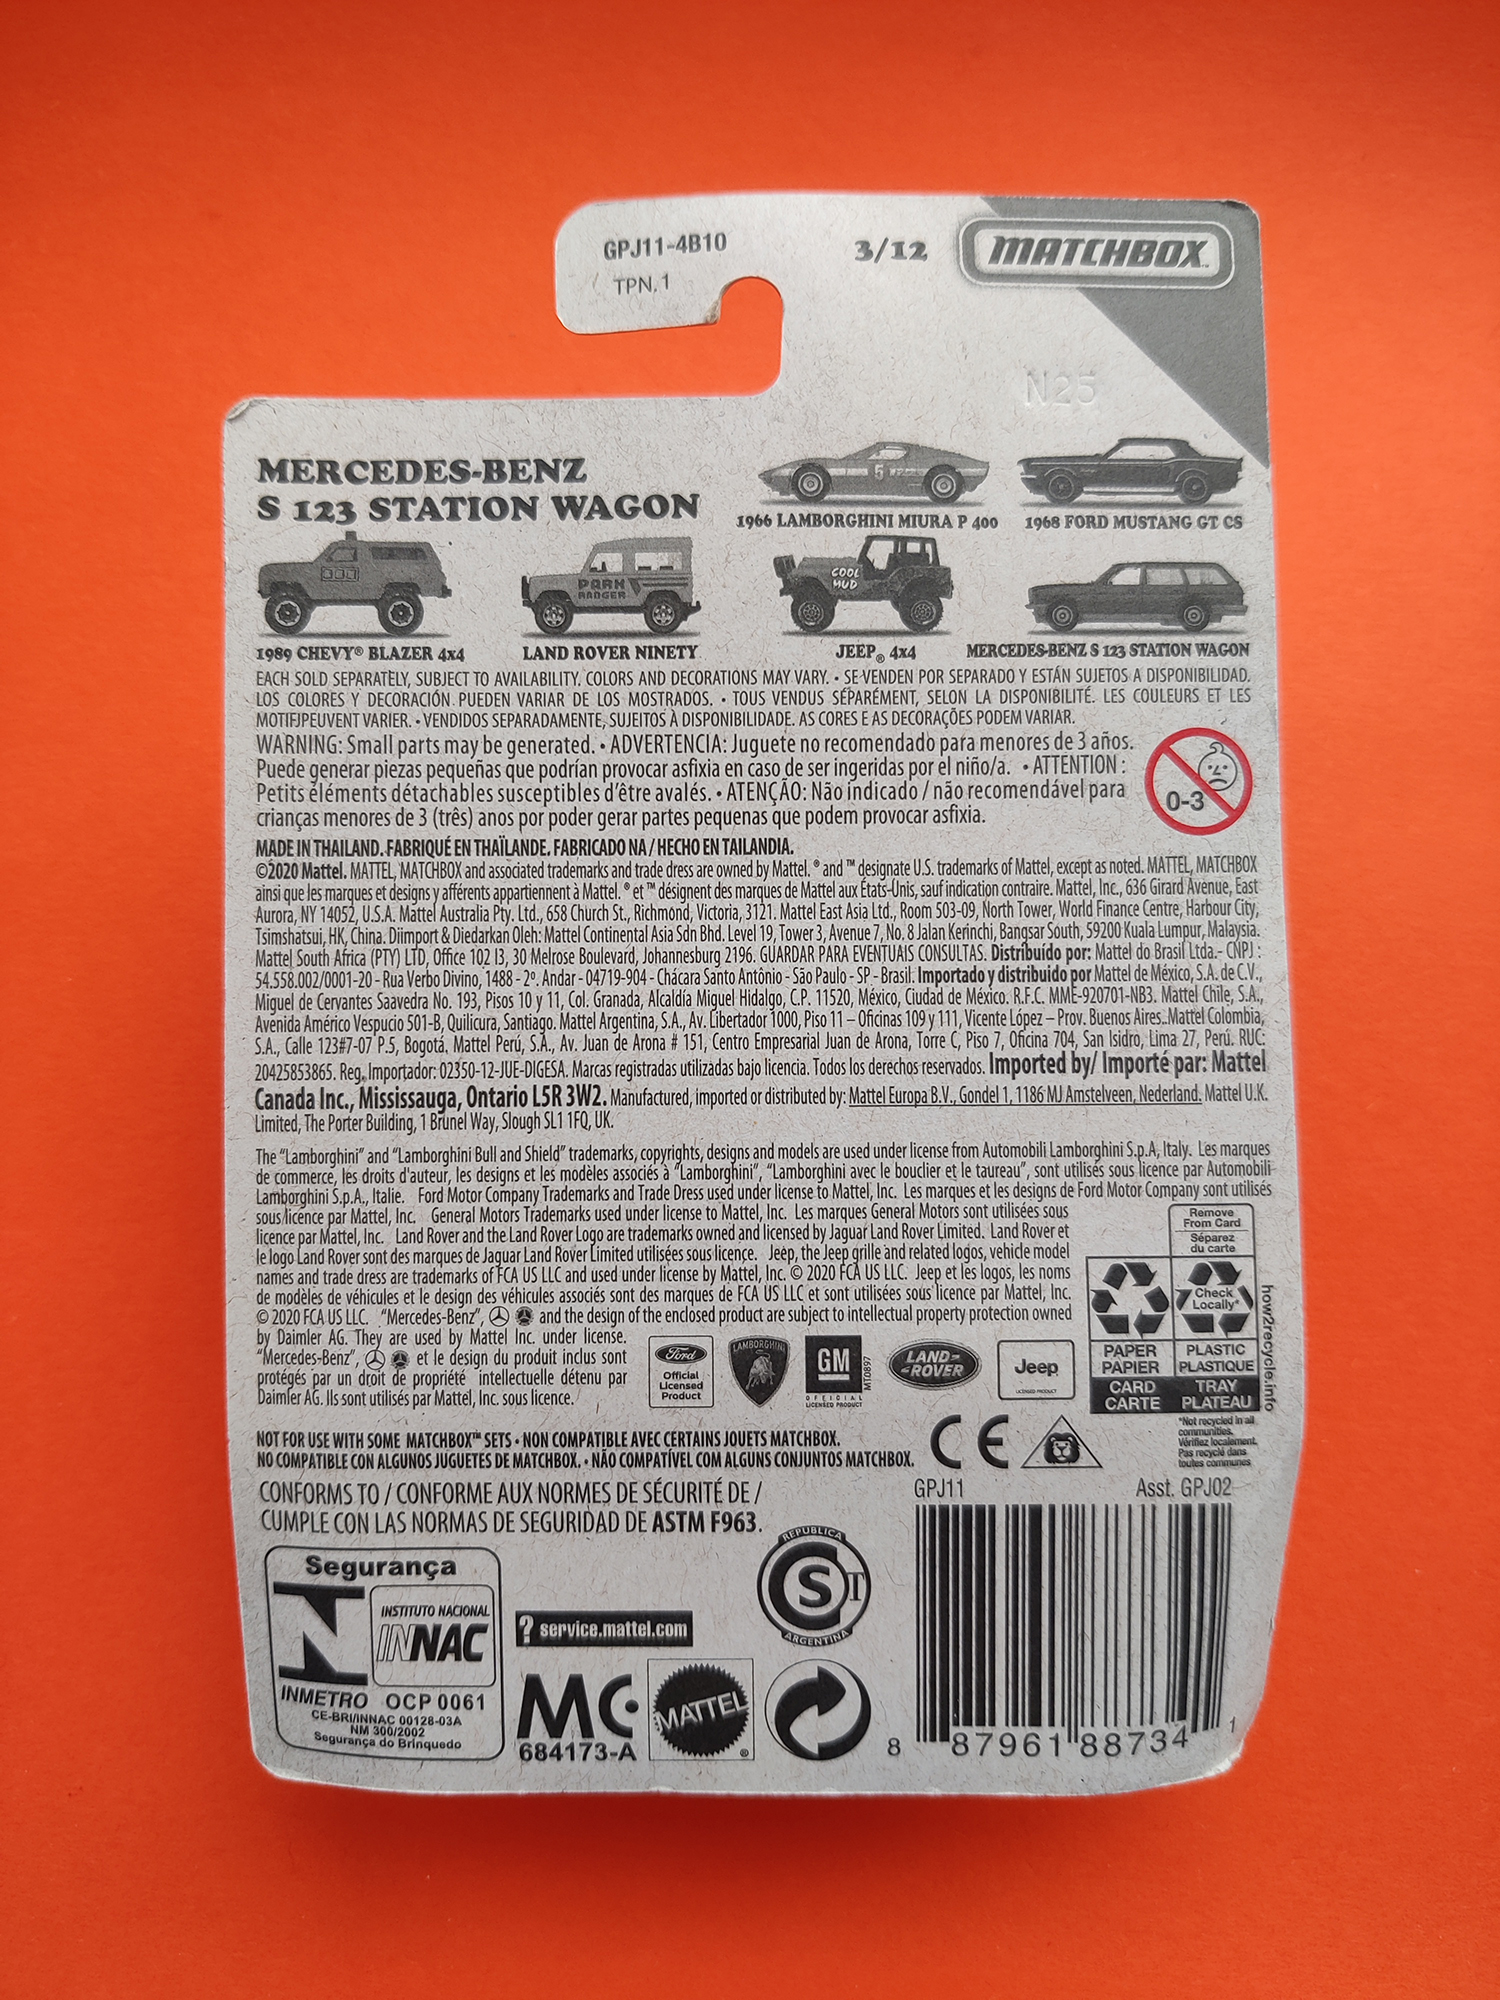 GPJ11-4B10
TPN.1
3/12
MATCHBOX™
N25
MERCEDES-BENZ
S 123 STATION WAGON
5
1966 LAMBORGHINI MIURA P 400
1968 FORD MUSTANG GT CS
PARK
RANGER
COOL
MUD
1989 CHEVY® BLAZER 4x4
LAND ROVER NINETY
JEEP® 4x4
MERCEDES-BENZ S 123 STATION WAGON
EACH SOLD SEPARATELY, SUBJECT TO AVAILABILITY. COLORS AND DECORATIONS MAY VARY. • SE VENDEN POR SEPARADO Y ESTÁN SUJETOS A DISPONIBILIDAD.
LOS COLORES Y DECORACIÓN PUEDEN VARIAR DE LOS MOSTRADOS. • TOUS VENDUS SÉPARÉMENT, SELON LA DISPONIBILITÉ. LES COULEURS ET LES
MOTIFJPEUVENT VARIER. • VENDIDOS SEPARADAMENTE, SUJEITOS À DISPONIBILIDADE. AS CORES E AS DECORAÇÕES PODEM VARIAR.
WARNING: Small parts may be generated. • ADVERTENCIA: Juguete no recomendado para menores de 3 años.
Puede generar piezas pequeñas que podrían provocar asfixia en caso de ser ingeridas por el niño/a. • ATTENTION :
Petits éléments détachables susceptibles d'être avalés. • ATENÇÃO: Não indicado / não recomendável para
crianças menores de 3 (três) anos por poder gerar partes pequenas que podem provocar asfixia.
0-3
MADE IN THAILAND. FABRIQUÉ EN THAÏLANDE. FABRICADO NA / HECHO EN TAILANDIA.
©2020 Mattel. MATTEL, MATCHBOX and associated trademarks and trade dress are owned by Mattel. ® and ™ designate U.S. trademarks of Mattel, except as noted. MATTEL, MATCHBOX
ainsi que les marques et designs y afférents appartiennent à Mattel. ® et ™ désignent des marques de Mattel aux États-Unis, sauf indication contraire. Mattel, Inc., 636 Girard Avenue, East
Aurora, NY 14052, U.S.A. Mattel Australia Pty. Ltd., 658 Church St., Richmond, Victoria, 3121. Mattel East Asia Ltd., Room 503-09, North Tower, World Finance Centre, Harbour City,
Tsimshatsui, HK, China. Diimport & Diedarkan Oleh: Mattel Continental Asia Sdn Bhd. Level 19, Tower 3, Avenue 7, No. 8 Jalan Kerinchi, Bangsar South, 59200 Kuala Lumpur, Malaysia.
Mattel South Africa (PTY) LTD, Office 102 I3, 30 Melrose Boulevard, Johannesburg 2196. GUARDAR PARA EVENTUAIS CONSULTAS. Distribuído por: Mattel do Brasil Ltda.- CNPJ :
54.558.002/0001-20 - Rua Verbo Divino, 1488 - 2º. Andar - 04719-904 - Chácara Santo Antônio - São Paulo - SP - Brasil. Importado y distribuido por Mattel de México, S.A. de C.V.,
Miguel de Cervantes Saavedra No. 193, Pisos 10 y 11, Col. Granada, Alcaldía Miguel Hidalgo, C.P. 11520, México, Ciudad de México. R.F.C. MME-920701-NB3. Mattel Chile, S.A.,
Avenida Américo Vespucio 501-B, Quilicura, Santiago. Mattel Argentina, S.A., Av. Libertador 1000, Piso 11 – Oficinas 109 y 111, Vicente López – Prov. Buenos Aires. Mattel Colombia,
S.A., Calle 123#7-07 P.5, Bogotá. Mattel Perú, S.A., Av. Juan de Arona # 151, Centro Empresarial Juan de Arona, Torre C, Piso 7, Oficina 704, San Isidro, Lima 27, Perú. RUC:
20425853865. Reg. Importador: 02350-12-JUE-DIGESA. Marcas registradas utilizadas bajo licencia. Todos los derechos reservados. Imported by/ Importé par: Mattel
Canada Inc., Mississauga, Ontario L5R 3W2. Manufactured, imported or distributed by: Mattel Europa B.V., Gondel 1, 1186 MJ Amstelveen, Nederland. Mattel U.K.
Limited, The Porter Building, 1 Brunel Way, Slough SL1 1FQ, UK.
The "Lamborghini" and "Lamborghini Bull and Shield" trademarks, copyrights, designs and models are used under license from Automobili Lamborghini S.p.A, Italy. Les marques
de commerce, les droits d'auteur, les designs et les modèles associés à "Lamborghini", "Lamborghini avec le bouclier et le taureau", sont utilisés sous licence par Automobili
Lamborghini S.p.A., Italie. Ford Motor Company Trademarks and Trade Dress used under license to Mattel, Inc. Les marques et les designs de Ford Motor Company sont utilisés
sous licence par Mattel, Inc. General Motors Trademarks used under license to Mattel, Inc. Les marques General Motors sont utilisées sous
licence par Mattel, Inc. Land Rover and the Land Rover Logo are trademarks owned and licensed by Jaguar Land Rover Limited. Land Rover et
le logo Land Rover sont des marques de Jaguar Land Rover Limited utilisées sous licence. Jeep, the Jeep grille and related logos, vehicle model
names and trade dress are trademarks of FCA US LLC and used under license by Mattel, Inc. © 2020 FCA US LLC. Jeep et les logos, les noms
de modèles de véhicules et le design des véhicules associés sont des marques de FCA US LLC et sont utilisées sous licence par Mattel, Inc.
© 2020 FCA US LLC. "Mercedes-Benz", and the design of the enclosed product are subject to intellectual property protection owned
by Daimler AG. They are used by Mattel Inc. under license.
"Mercedes-Benz", et le design du produit inclus sont
protégés par un droit de propriété intellectuelle détenu par
Daimler AG. Ils sont utilisés par Mattel, Inc. sous licence.
Ford
Official
Licensed
Product
LAMBORGHINI
GM
OFFICIAL
LICENSED PRODUCT
MT0897
LAND-
-ROVER
Jeep
LICENSED PRODUCT
Remove
From Card
Séparez
du carte
Check
Locally*
PAPER
PAPIER
PLASTIC
PLASTIQUE
CARD
CARTE
TRAY
PLATEAU
how2recycle.info
*Not recycled in all
communities.
Vérifiez localement.
Pas recyclé dans
toutes communes
NOT FOR USE WITH SOME MATCHBOX™ SETS • NON COMPATIBLE AVEC CERTAINS JOUETS MATCHBOX.
NO COMPATIBLE CON ALGUNOS JUGUETES DE MATCHBOX. • NÃO COMPATÍVEL COM ALGUNS CONJUNTOS MATCHBOX.
CE
CONFORMS TO / CONFORME AUX NORMES DE SÉCURITÉ DE /
CUMPLE CON LAS NORMAS DE SEGURIDAD DE ASTM F963.
GPJ11
Asst. GPJ02
Segurança
INSTITUTO NACIONAL
INNAC
INMETRO OCP 0061
CE-BRI/INNAC 00128-03A
NM 300/2002
Segurança do Brinquedo
? service.mattel.com
REPUBLICA
S T
ARGENTINA
MC
684173-A
MATTEL®
8 87961 88734 1